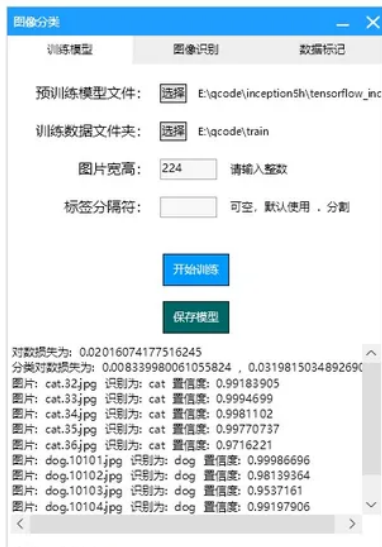 图像分类
训练模型 图像识别 数据标记
预训练模型文件： 选择 E:\qcode\inception5h\tensorflow_inc
训练数据文件夹： 选择 E:\qcode\train
图片宽高： 224 请输入整数
标签分隔符： 可空，默认使用 . 分割
开始训练
保存模型
对数损失为: 0.02016074177516245
分类对数损失为: 0.008339980061055824 , 0.0319815034892690
图片: cat.32.jpg 识别为: cat 置信度: 0.99183905
图片: cat.33.jpg 识别为: cat 置信度: 0.9994699
图片: cat.34.jpg 识别为: cat 置信度: 0.9981102
图片: cat.35.jpg 识别为: cat 置信度: 0.99770737
图片: cat.36.jpg 识别为: cat 置信度: 0.9716221
图片: dog.10101.jpg 识别为: dog 置信度: 0.99986696
图片: dog.10102.jpg 识别为: dog 置信度: 0.98139364
图片: dog.10103.jpg 识别为: dog 置信度: 0.9537161
图片: dog.10104.jpg 识别为: dog 置信度: 0.99197906